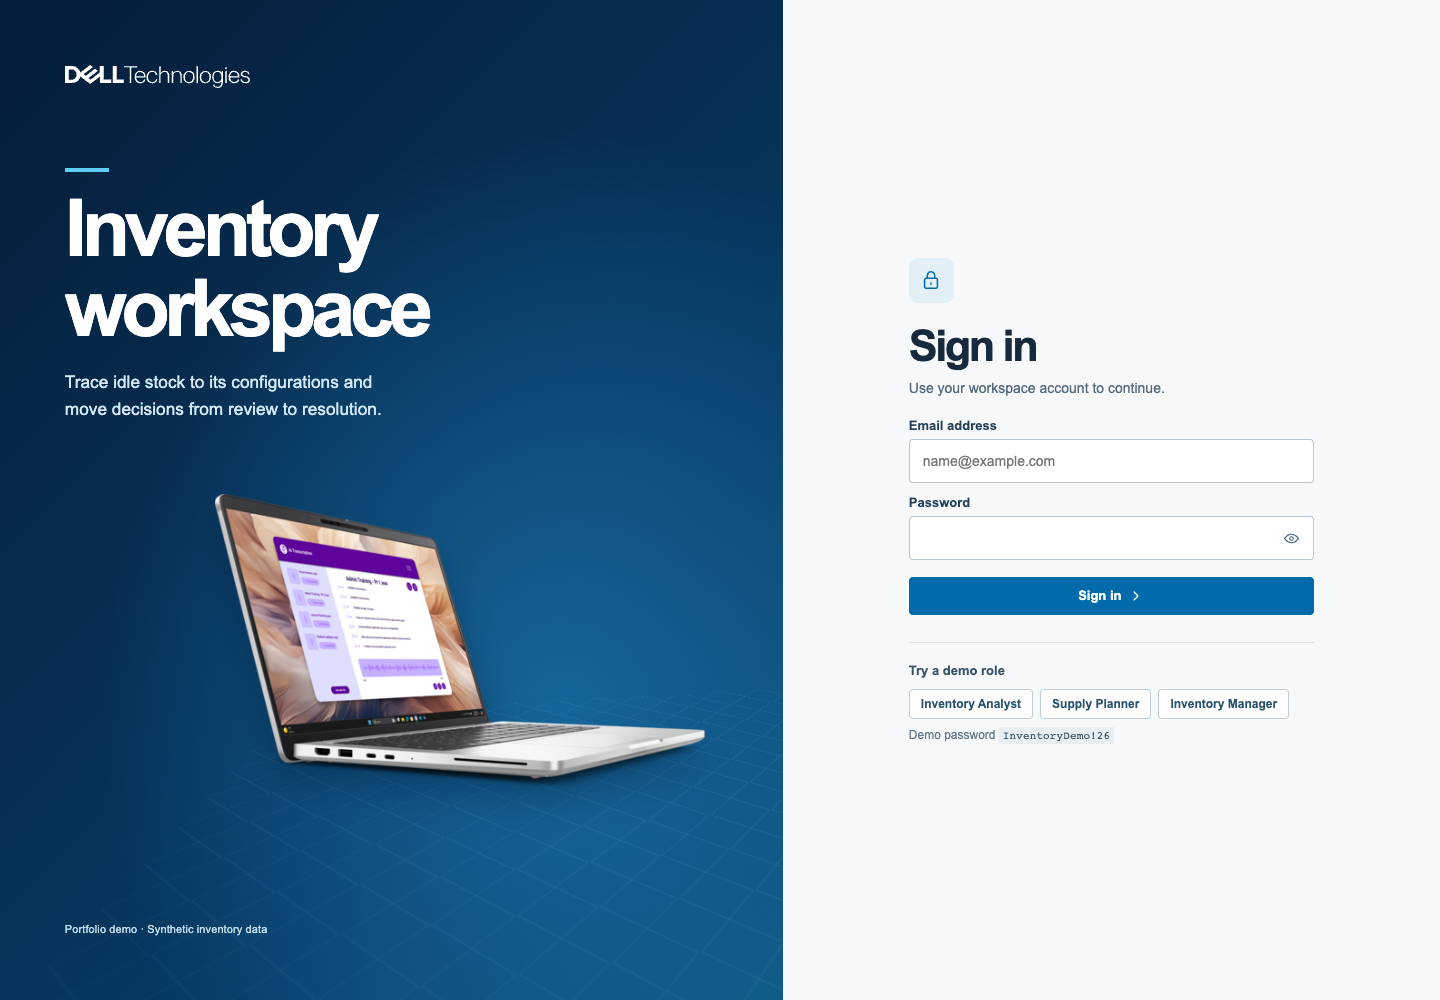 DELLTechnologies
Inventory
workspace
Trace idle stock to its configurations and
move decisions from review to resolution.
Portfolio demo · Synthetic inventory data
Sign in
Use your workspace account to continue.
Email address
name@example.com
Password
Sign in
Try a demo role
Inventory Analyst
Supply Planner
Inventory Manager
Demo password InventoryDemo!26